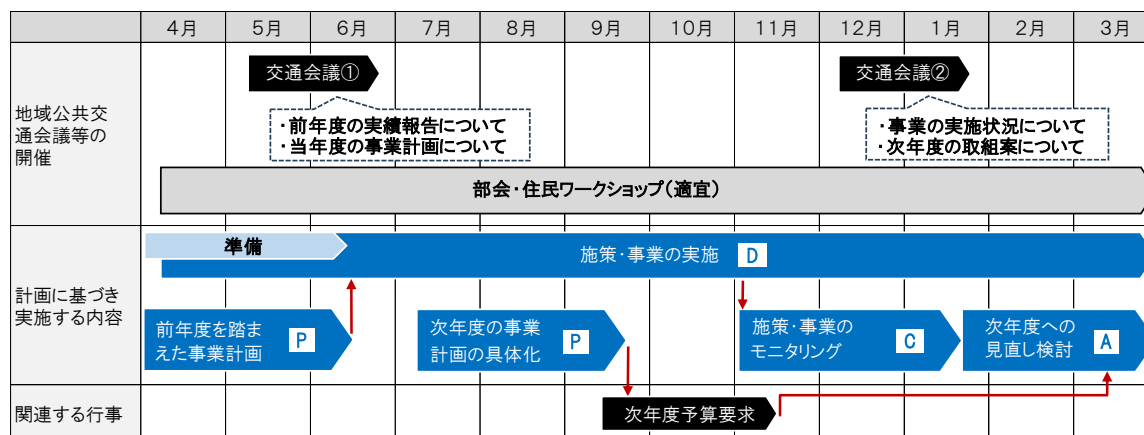 4月 5月 6月 7月 8月 9月 10月 11月 12月 1月 2月 3月
地域公共交
通会議等の
開催
交通会議①
・前年度の実績報告について
・当年度の事業計画について
交通会議②
・事業の実施状況について
・次年度の取組案について
部会・住民ワークショップ(適宜)
計画に基づき
実施する内容
準備
施策・事業の実施 D
前年度を踏ま
えた事業計画 P
次年度の事業
計画の具体化 P
施策・事業の
モニタリング C
次年度への
見直し検討 A
関連する行事
次年度予算要求